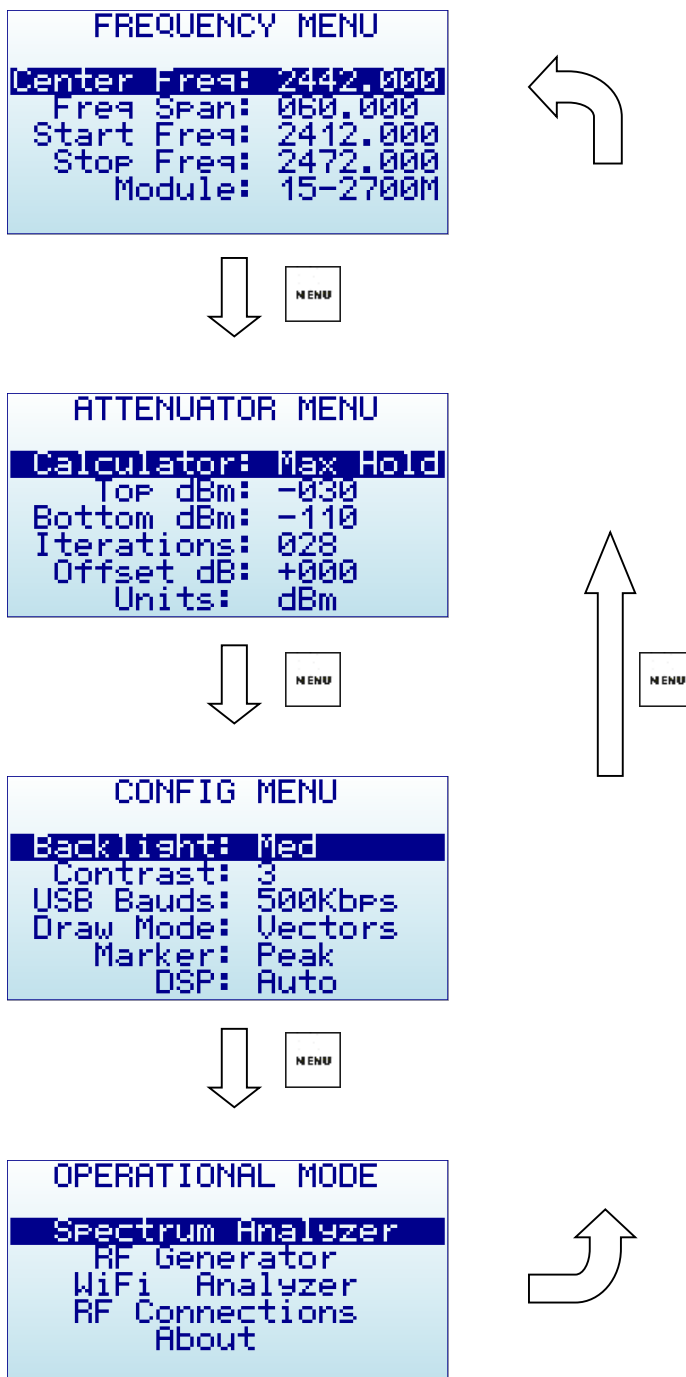 FREQUENCY MENU
Center Freq: 2442.000
Freq Span: 060.000
Start Freq: 2412.000
Stop Freq: 2472.000
Module: 15-2700M
MENU
ATTENUATOR MENU
Calculator: Max Hold
Top dBm: -030
Bottom dBm: -110
Iterations: 028
Offset dB: +000
Units: dBm
MENU
MENU
CONFIG MENU
Backlight: Med
Contrast: 3
USB Bauds: 500Kbps
Draw Mode: Vectors
Marker: Peak
DSP: Auto
MENU
OPERATIONAL MODE
Spectrum Analyzer
RF Generator
WiFi Analyzer
RF Connections
About